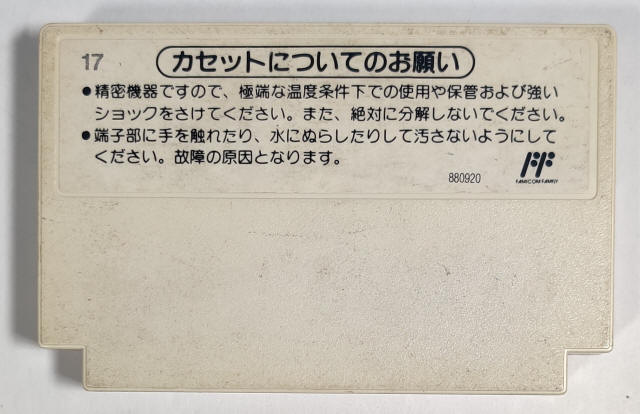 17
カセットについてのお願い
●精密機器ですので、極端な温度条件下での使用や保管および強い
ショックをさけてください。また、絶対に分解しないでください。
●端子部に手を触れたり、水にぬらしたりして汚さないようにして
ください。故障の原因となります。
880920
FAMICOM FAMILY